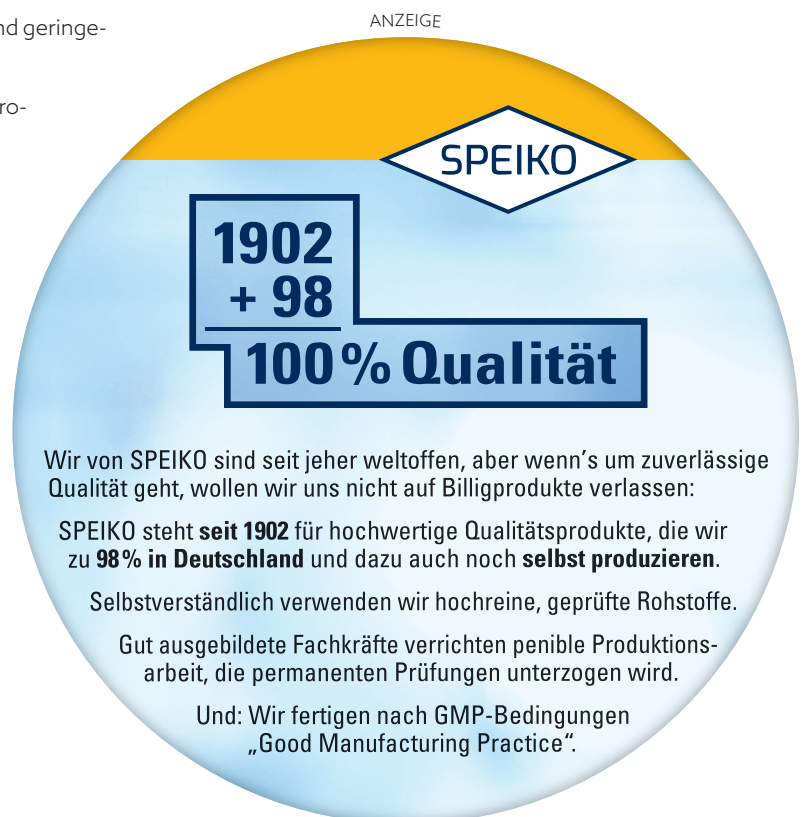 nd geringe-
ANZEIGE
ro-
SPEIKO
1902
+ 98
100 % Qualität
Wir von SPEIKO sind seit jeher weltoffen, aber wenn’s um zuverlässige
Qualität geht, wollen wir uns nicht auf Billigprodukte verlassen:
SPEIKO steht seit 1902 für hochwertige Qualitätsprodukte, die wir
zu 98 % in Deutschland und dazu auch noch selbst produzieren.
Selbstverständlich verwenden wir hochreine, geprüfte Rohstoffe.
Gut ausgebildete Fachkräfte verrichten penible Produktions-
arbeit, die permanenten Prüfungen unterzogen wird.
Und: Wir fertigen nach GMP-Bedingungen
„Good Manufacturing Practice“.